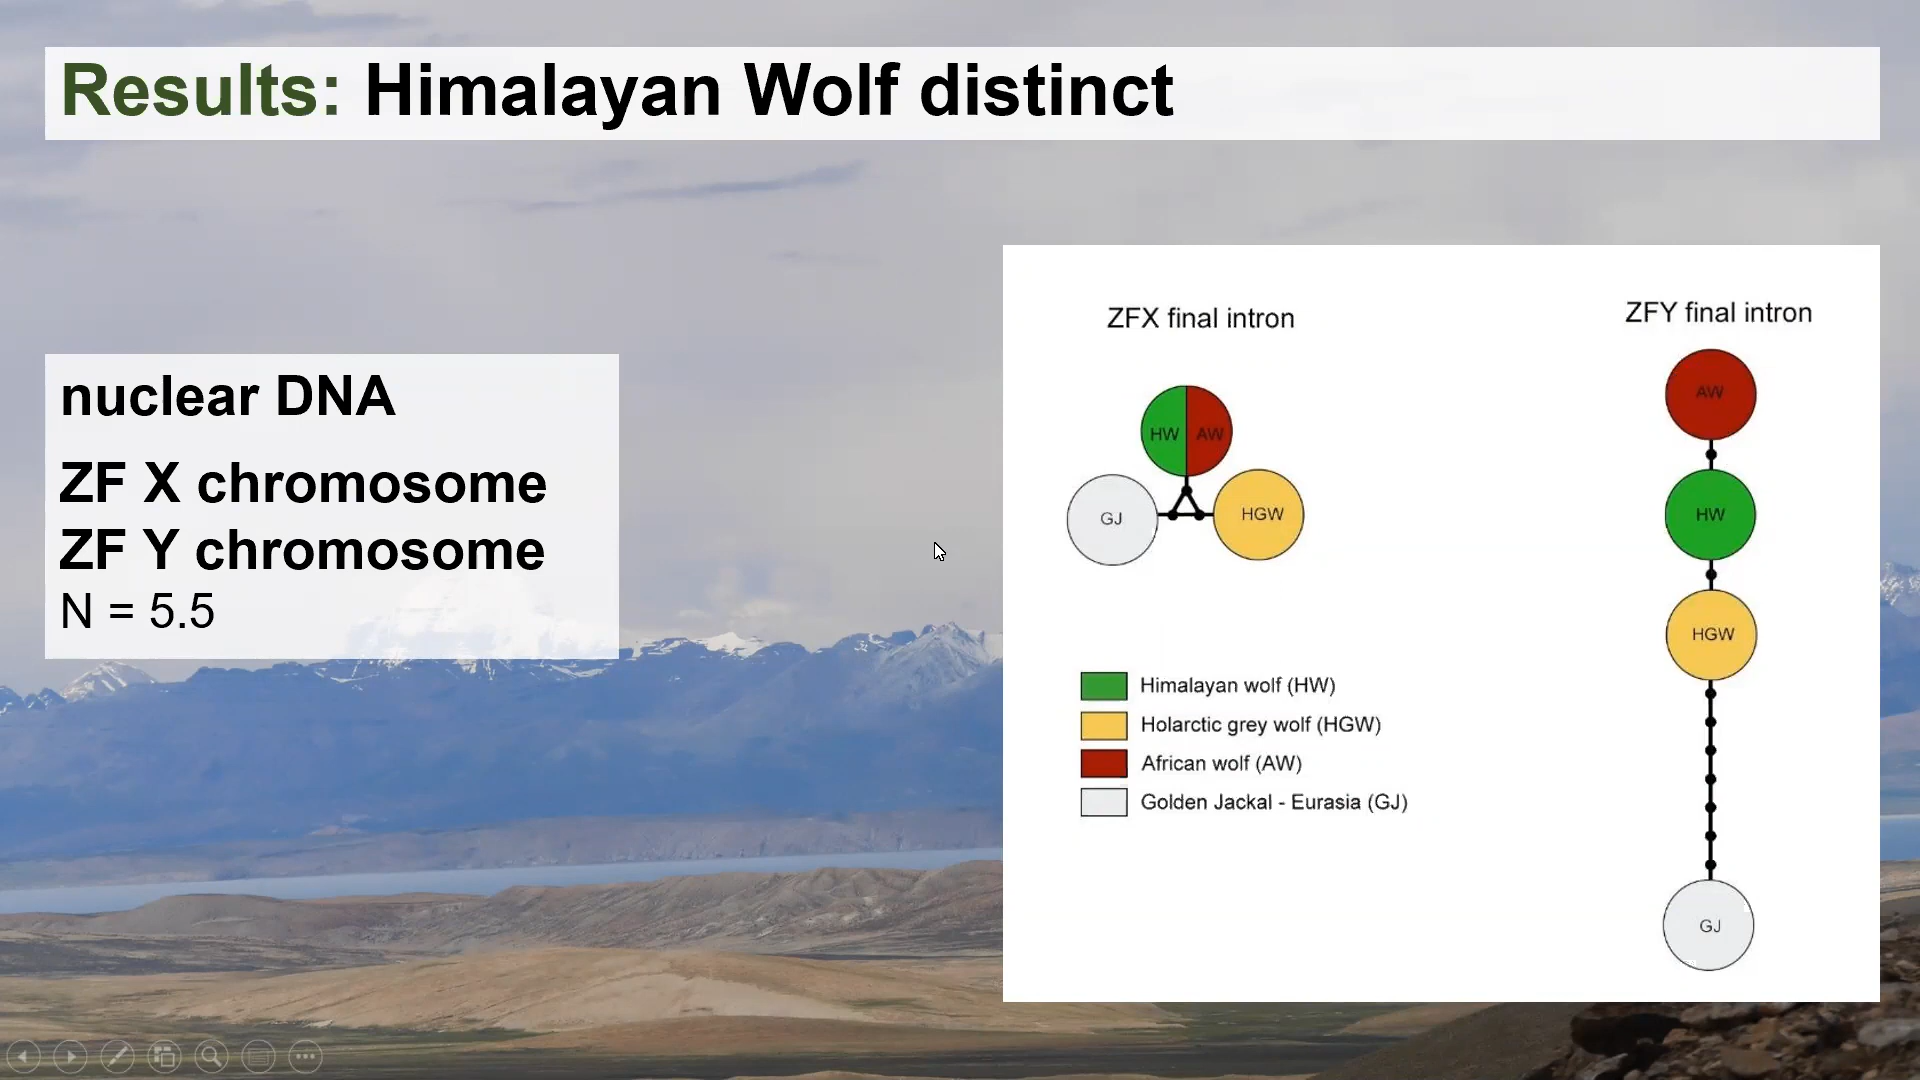 Results: Himalayan Wolf distinct
nuclear DNA
ZF X chromosome
ZF Y chromosome
N = 5.5
ZFX final intron
HW AW
GJ
HGW
Himalayan wolf (HW)
Holarctic grey wolf (HGW)
African wolf (AW)
Golden Jackal - Eurasia (GJ)
ZFY final intron
AW
HW
HGW
GJ